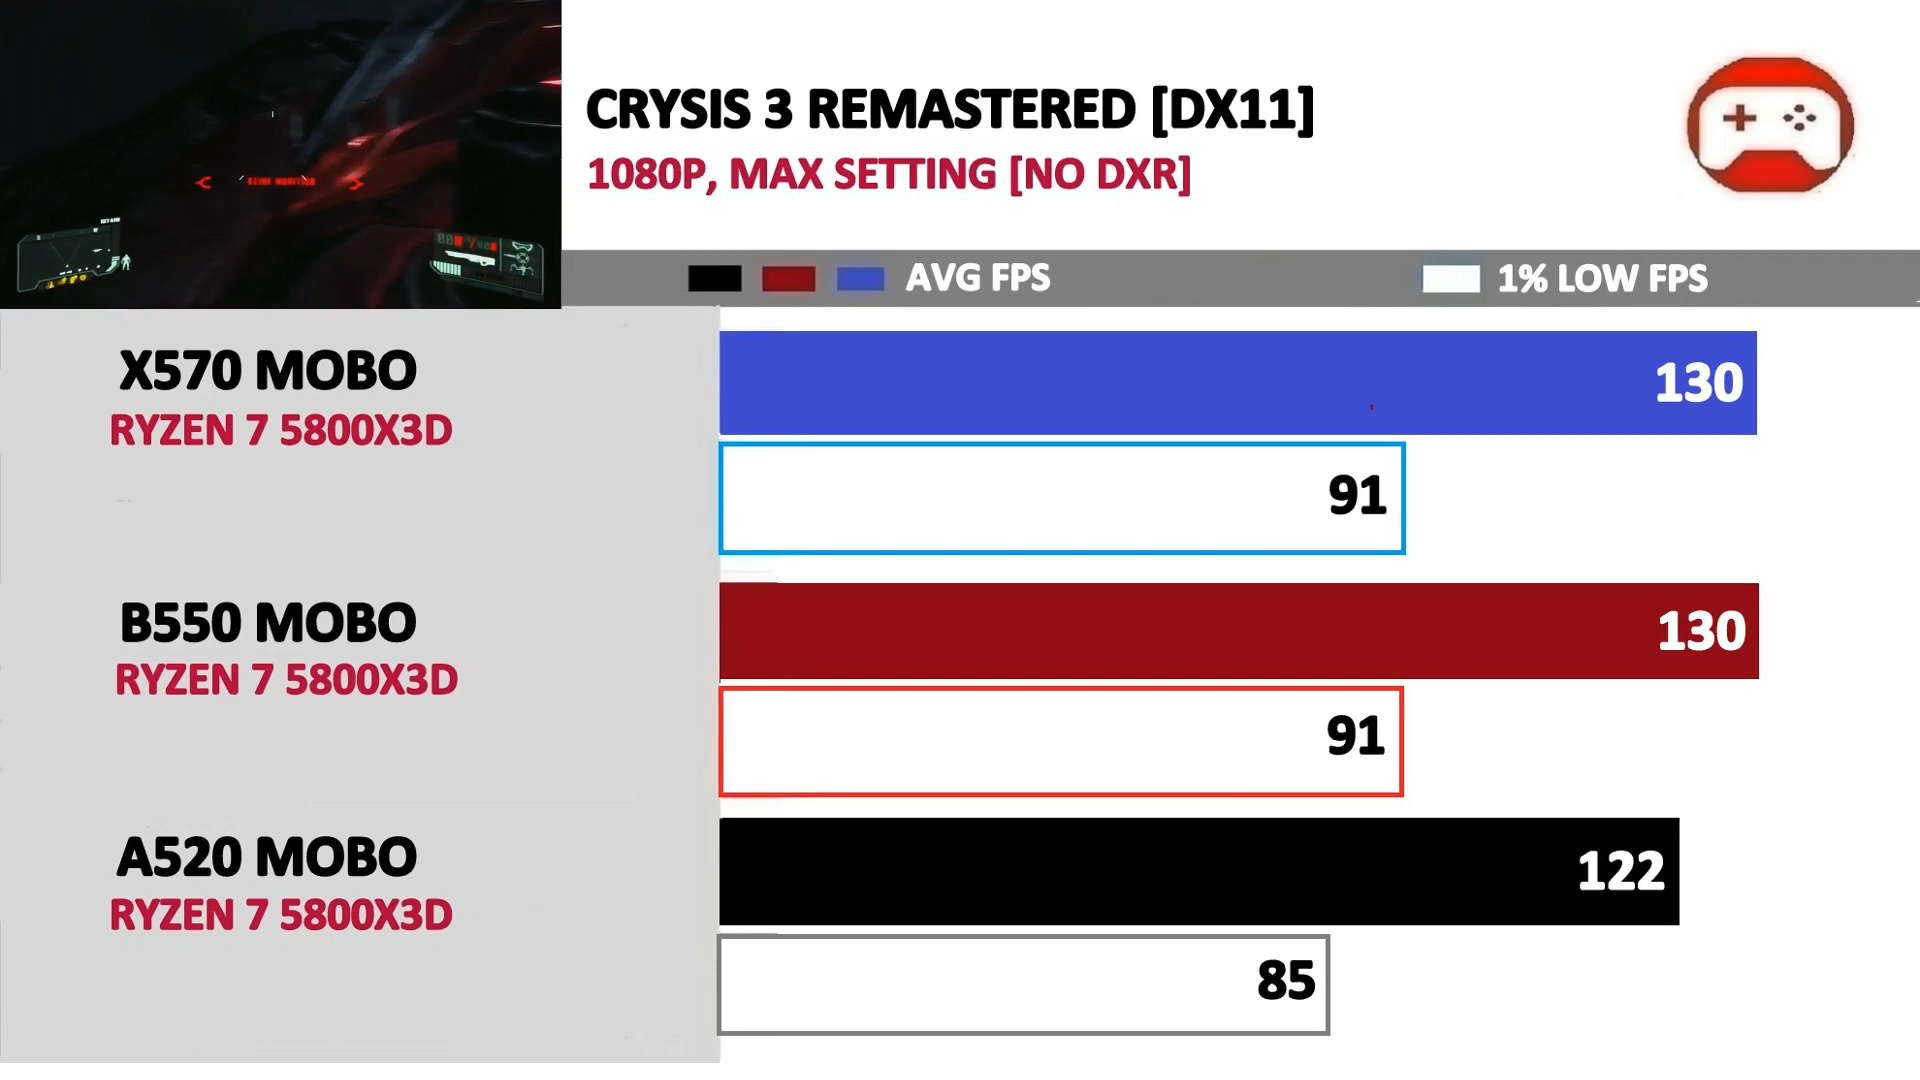 CRYSIS 3 REMASTERED [DX11]
1080P, MAX SETTING [NO DXR]
AVG FPS
1% LOW FPS
X570 MOBO
RYZEN 7 5800X3D
130
91
B550 MOBO
RYZEN 7 5800X3D
130
91
A520 MOBO
RYZEN 7 5800X3D
122
85